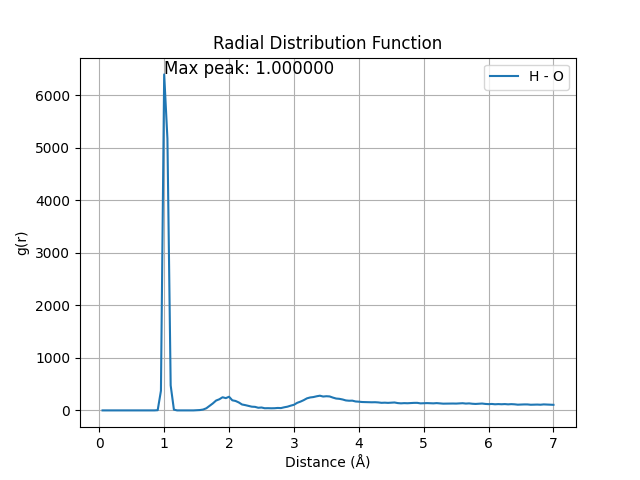 Radial Distribution Function
Max peak: 1.000000
H - O
g(r)
6000
5000
4000
3000
2000
1000
0
0 1 2 3 4 5 6 7
Distance (Å)